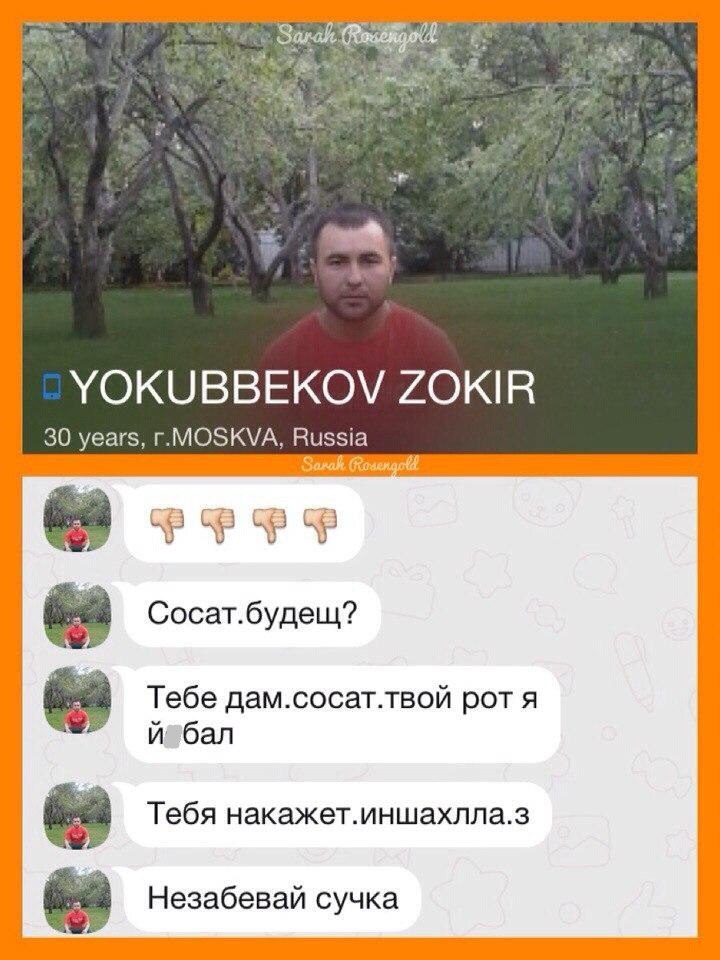 Sarah Rosengold
YOKUBBEKOV ZOKIR
30 years, г.MOSKVA, Russia
Sarah Rosengold
👎👎👎👎
Сосат.будещ?
Тебе дам.сосат.твой рот я
й бал
Тебя накажет.иншахлла.з
Незабевай сучка